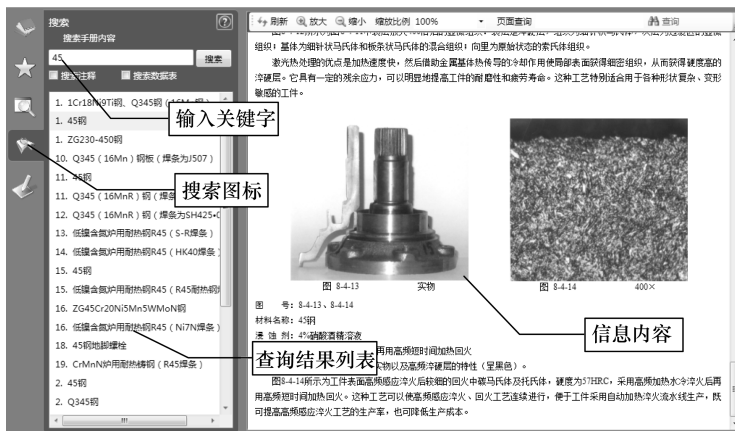 搜索
搜索手册内容
45
搜索
搜索注释 搜索数据表
1. 1Cr18Ni9Ti钢、Q345钢
1. 45钢
1. ZG230-450钢
10. Q345（16Mn）钢板（焊条为J507）
11. 45钢
11. Q345（16MnR）钢
12. Q345（16MnR）钢（焊条为SH425•
13. 低镍含氮炉用耐热钢R45（S-R焊条）
14. 低镍含氮炉用耐热钢R45（HK40焊条）
15. 45钢
15. 低镍含氮炉用耐热钢R45（R45耐热钢
16. ZG45Cr20Ni5Mn5WMoN钢
16. 低镍含氮炉用耐热钢R45（Ni7N焊条）
18. 45钢地脚螺栓
19. CrMnN炉用耐热铸钢（R45焊条）
2. 45钢
2. Q345钢
输入关键字
搜索图标
查询结果列表
信息内容
刷新 放大 缩小 缩放比例 100% 页面查询 查询
组织；基体为细针状马氏体和板条状马氏体的混合组织；向里为原始状态的索氏体组织。
激光热处理的优点是加热速度快，然后借助金属基体热传导的冷却作用使局部表面获得细密组织，从而获得硬度高的
淬硬层。它具有一定的残余应力，可以明显地提高工件的耐磨性和疲劳寿命。这种工艺特别适合用于各种形状复杂、变形
敏感的工件。
图 8-4-13 实物
图 8-4-14 400×
图 号：8-4-13、8-4-14
材料名称：45钢
浸 蚀 剂：4%硝酸酒精溶液
再用高频短时间加热回火
实物以及高频淬硬层的特性（呈黑色）。
图8-4-14所示为工件表面高频感应淬火后较细的回火中碳马氏体及托氏体，硬度为57HRC，采用高频加热水冷淬火后再
用高频短时间加热回火。这种工艺可以使高频感应淬火、回火工艺连续进行，便于工件采用自动加热淬火流水线生产，既
可提高高频感应淬火工艺的生产率，也可降低生产成本。